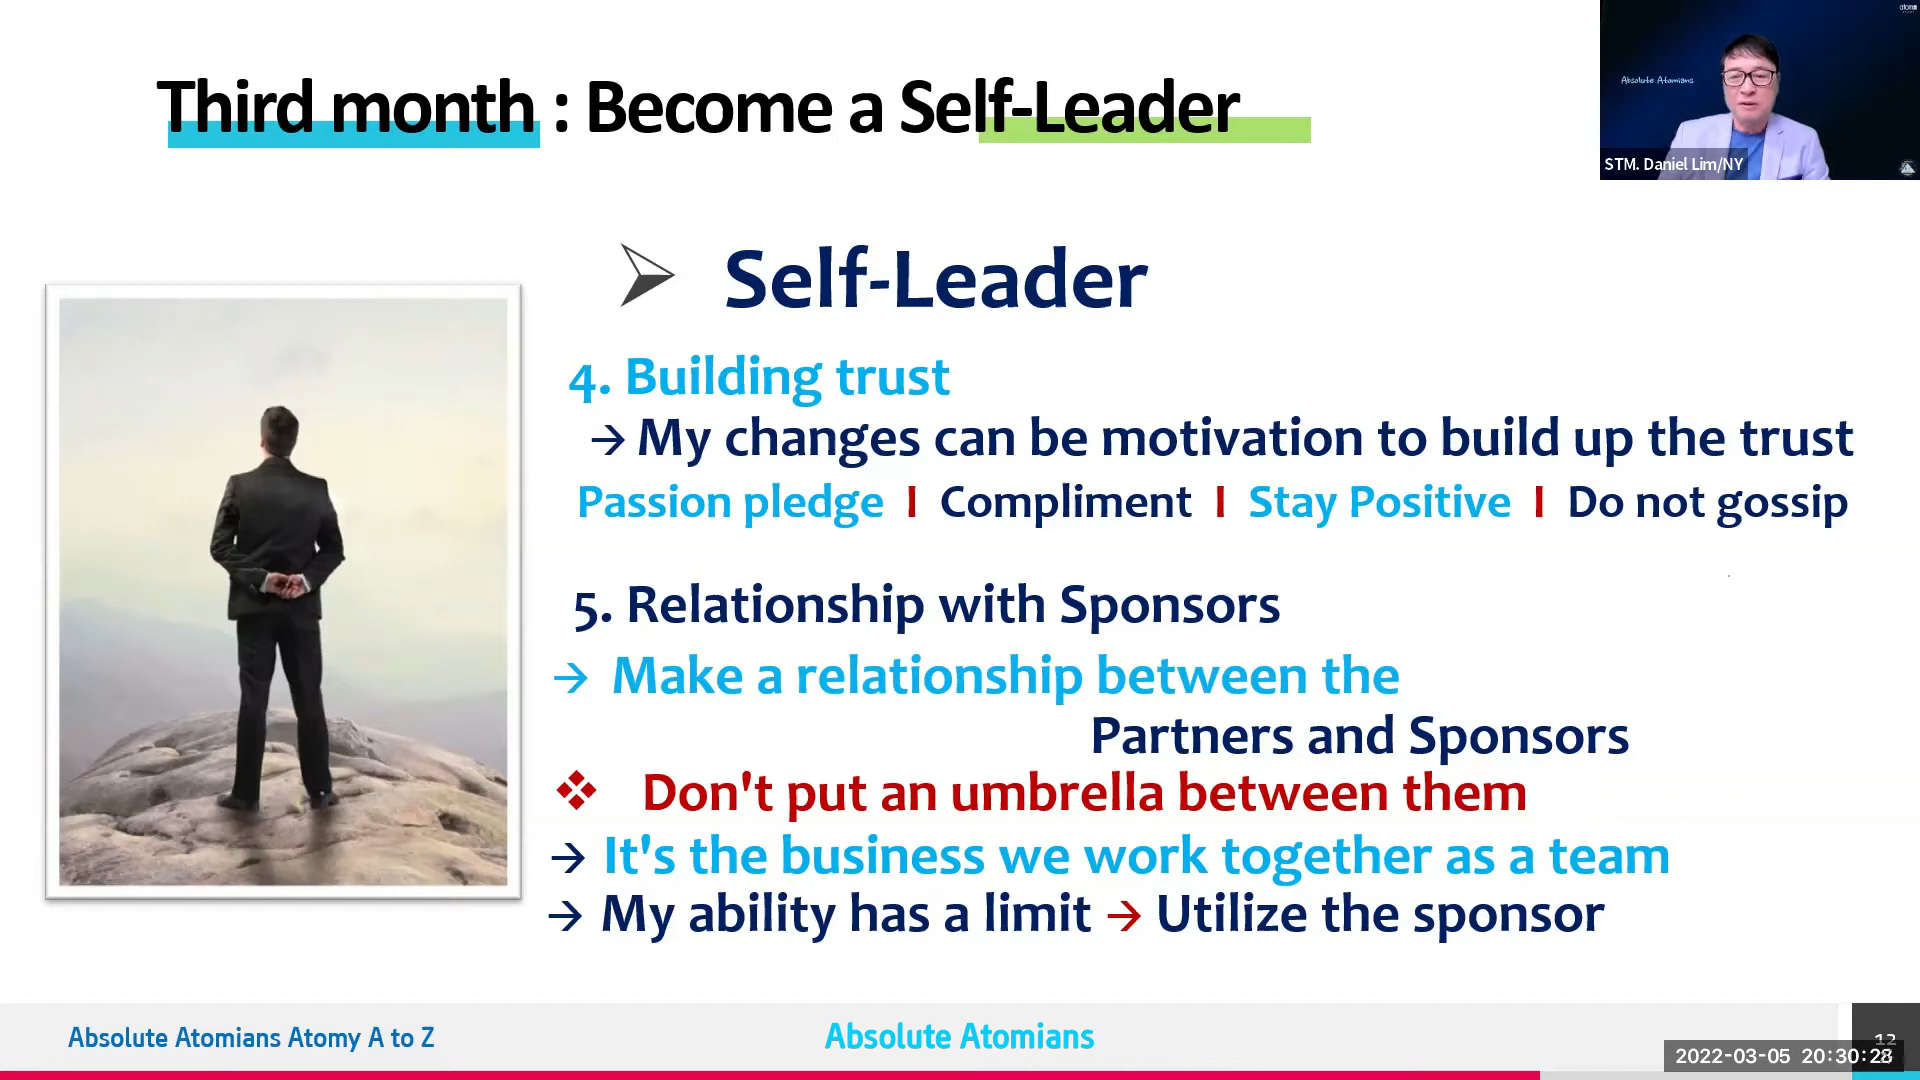 Third month : Become a Self-Leader
Absolute Atomians
STM. Daniel Lim/NY
Self-Leader
4. Building trust
→ My changes can be motivation to build up the trust
Passion pledge I Compliment I Stay Positive I Do not gossip
5. Relationship with Sponsors
→ Make a relationship between the
Partners and Sponsors
❖ Don't put an umbrella between them
→ It's the business we work together as a team
→ My ability has a limit → Utilize the sponsor
Absolute Atomians Atomy A to Z
Absolute Atomians
12
2022-03-05 20:30:28